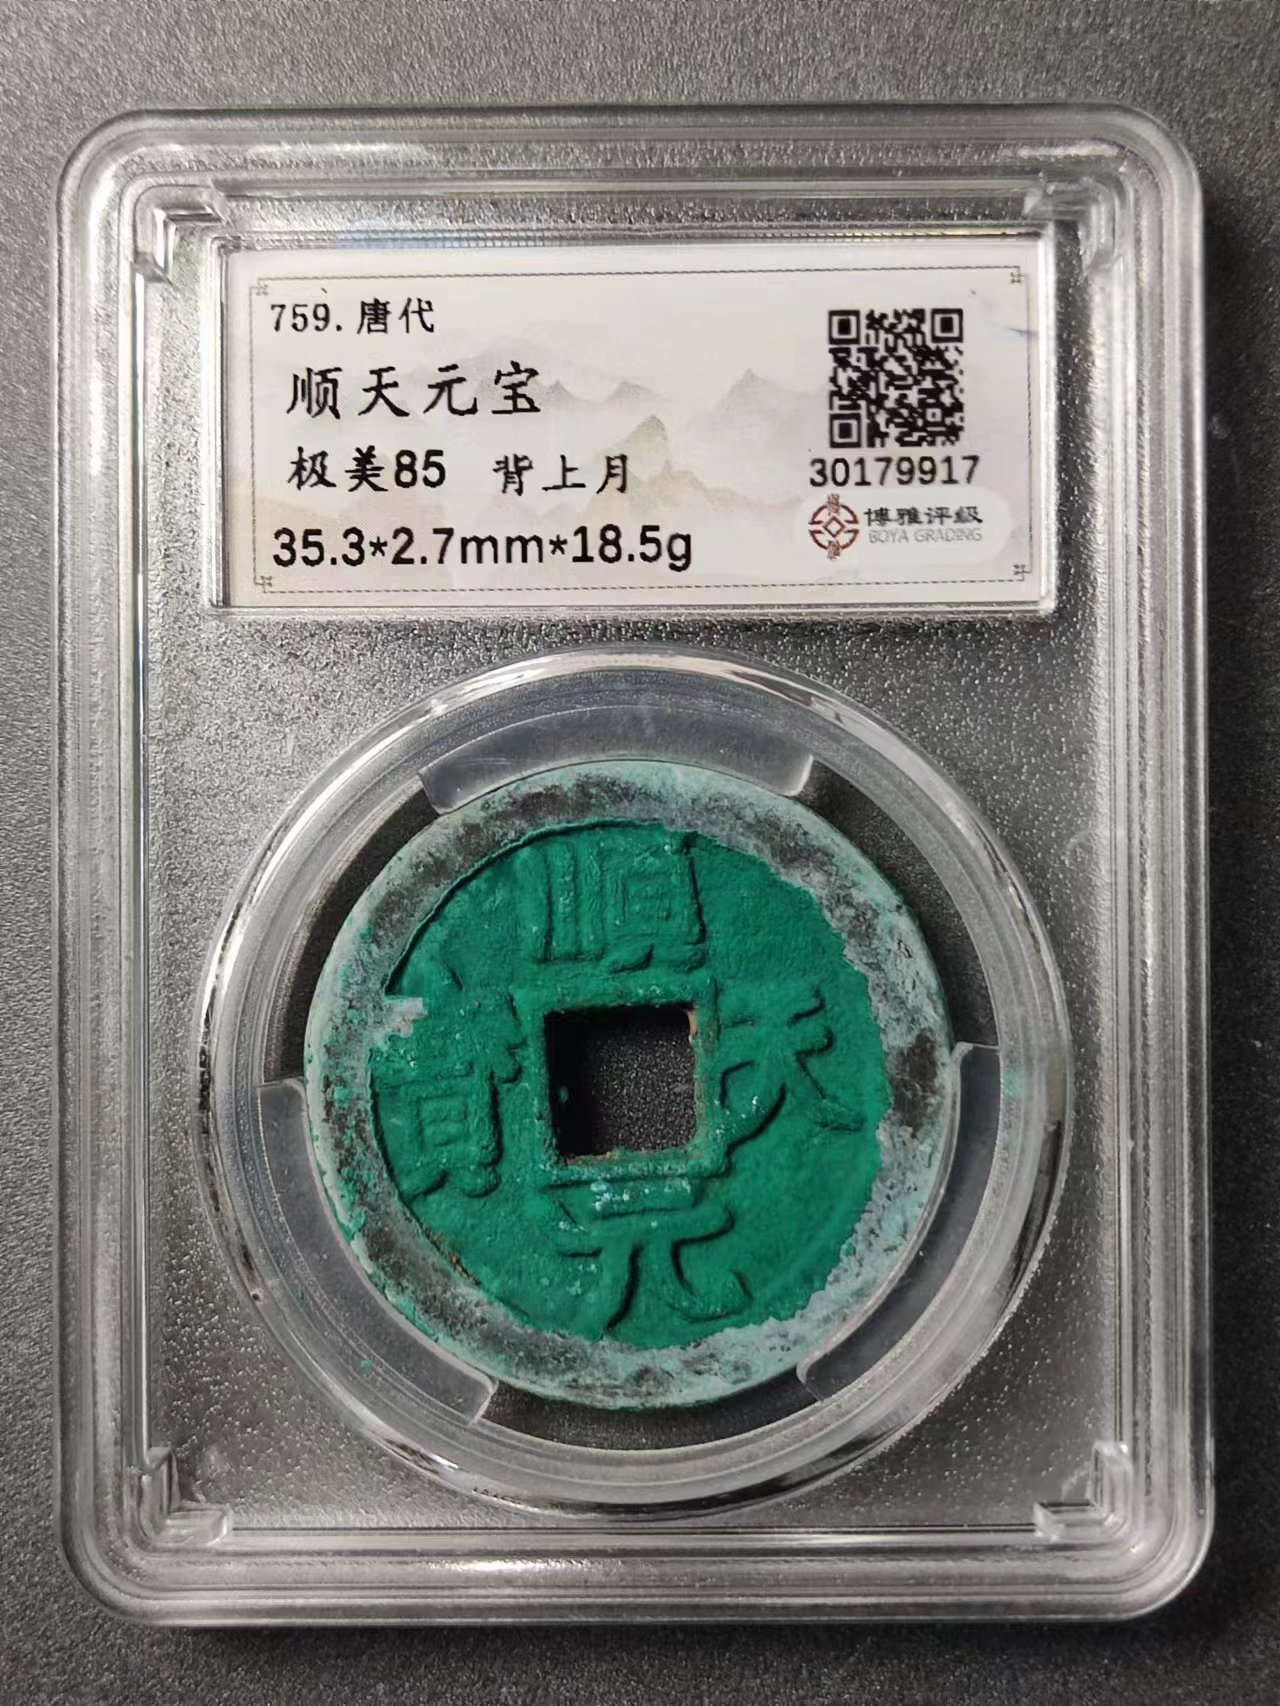 759.唐代
顺天元宝
极美85 背上月
35.3*2.7mm*18.5g
30179917
博雅评级
BOYA GRADING
順
天
元
寶